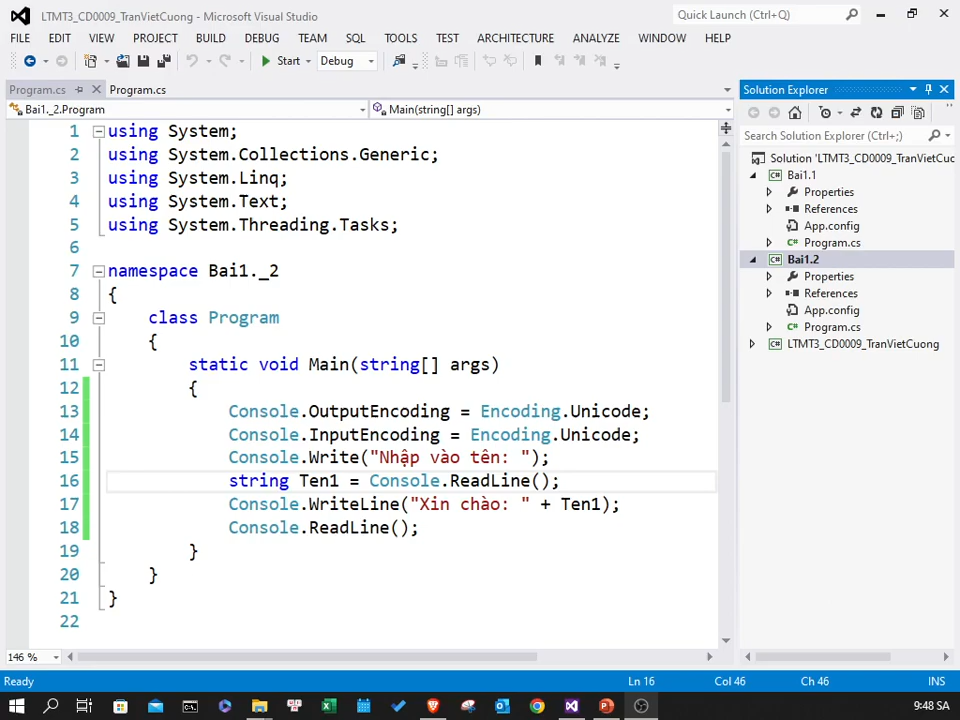 LTMT3_CD0009_TranVietCuong - Microsoft Visual Studio
Quick Launch (Ctrl+Q)
FILE EDIT VIEW PROJECT BUILD DEBUG TEAM SQL TOOLS TEST ARCHITECTURE ANALYZE WINDOW HELP
Start Debug
Program.cs Program.cs
Bai1._2.Program Main(string[] args)
1 using System;
2 using System.Collections.Generic;
3 using System.Linq;
4 using System.Text;
5 using System.Threading.Tasks;
6
7 namespace Bai1._2
8 {
9 class Program
10 {
11 static void Main(string[] args)
12 {
13 Console.OutputEncoding = Encoding.Unicode;
14 Console.InputEncoding = Encoding.Unicode;
15 Console.Write("Nhập vào tên: ");
16 string Ten1 = Console.ReadLine();
17 Console.WriteLine("Xin chào: " + Ten1);
18 Console.ReadLine();
19 }
20 }
21 }
22
146 %
Solution Explorer
Search Solution Explorer (Ctrl+;)
Solution 'LTMT3_CD0009_TranVietCuo
Bai1.1
Properties
References
App.config
Program.cs
Bai1.2
Properties
References
App.config
Program.cs
LTMT3_CD0009_TranVietCuong
Ready Ln 16 Col 46 Ch 46 INS
9:48 SA